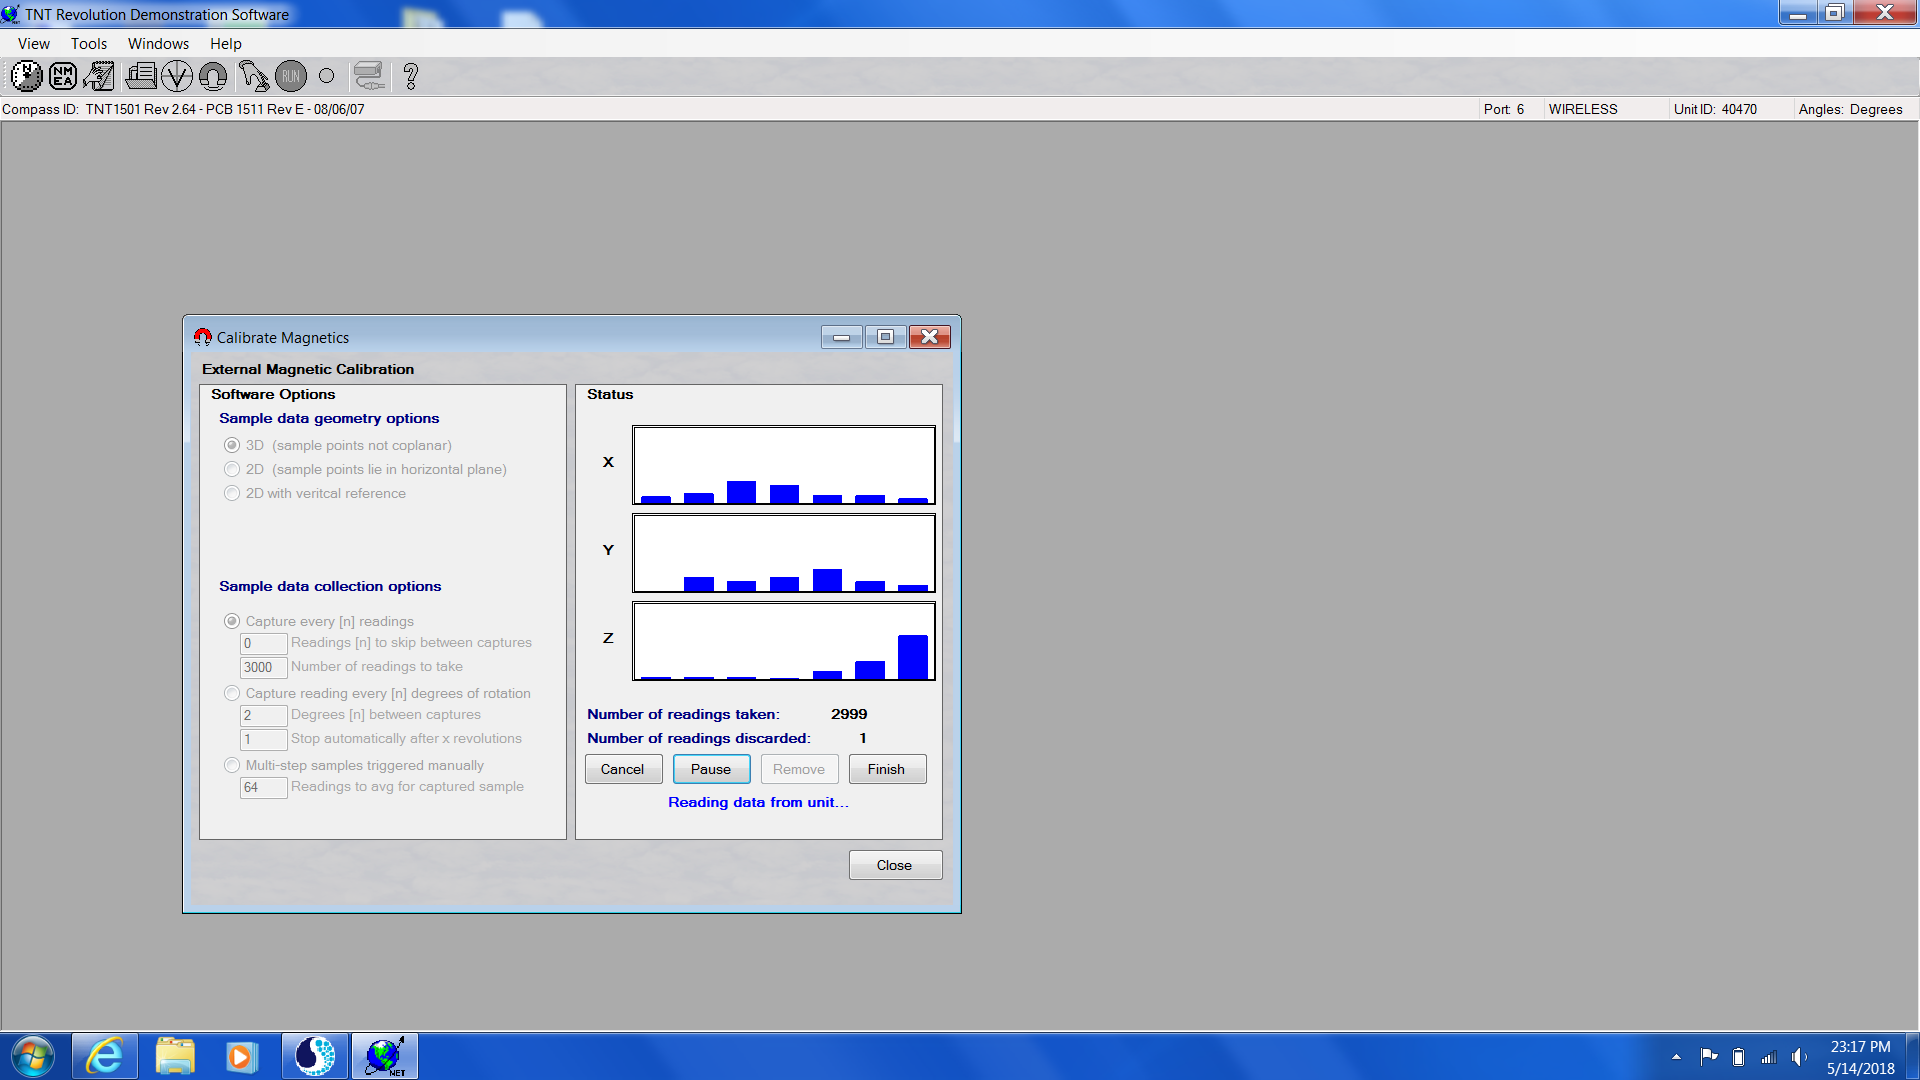 TNT Revolution Demonstration Software
View Tools Windows Help
N NM EA RUN ?
Compass ID: TNT1501 Rev 2.64 - PCB 1511 Rev E - 08/06/07 Port: 6 WIRELESS Unit ID: 40470 Angles: Degrees
Calibrate Magnetics
External Magnetic Calibration
Software Options
Sample data geometry options
3D (sample points not coplanar)
2D (sample points lie in horizontal plane)
2D with veritcal reference
Sample data collection options
Capture every [n] readings
0 Readings [n] to skip between captures
3000 Number of readings to take
Capture reading every [n] degrees of rotation
2 Degrees [n] between captures
1 Stop automatically after x revolutions
Multi-step samples triggered manually
64 Readings to avg for captured sample
Status
X
Y
Z
Number of readings taken: 2999
Number of readings discarded: 1
Cancel Pause Remove Finish
Reading data from unit...
Close
NET
23:17 PM
5/14/2018